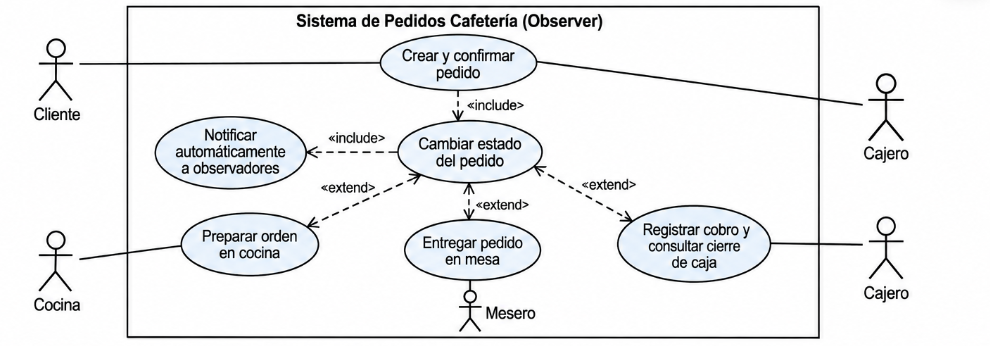 Sistema de Pedidos Cafetería (Observer)
Crear y confirmar
pedido
Cliente
Cajero
«include>
Notificar
automáticamente
a observadores
«include>
Cambiar estado
del pedido
«extend>
«extend>
«extend>
Preparar orden
en cocina
Entregar pedido
en mesa
Registrar cobro y
consultar cierre
de caja
Cocina
Mesero
Cajero